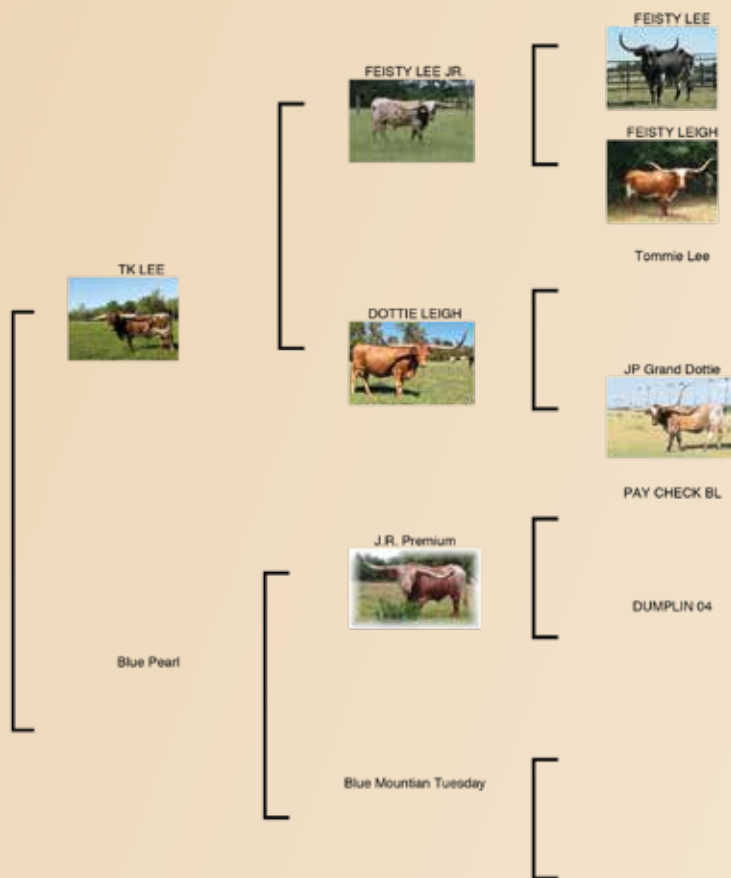 FEISTY LEE
FEISTY LEE JR.
FEISTY LEIGH
Tommie Lee
TK LEE
DOTTIE LEIGH
JP Grand Dottie
PAY CHECK BL
J.R. Premium
DUMPLIN 04
Blue Pearl
Blue Mountian Tuesday